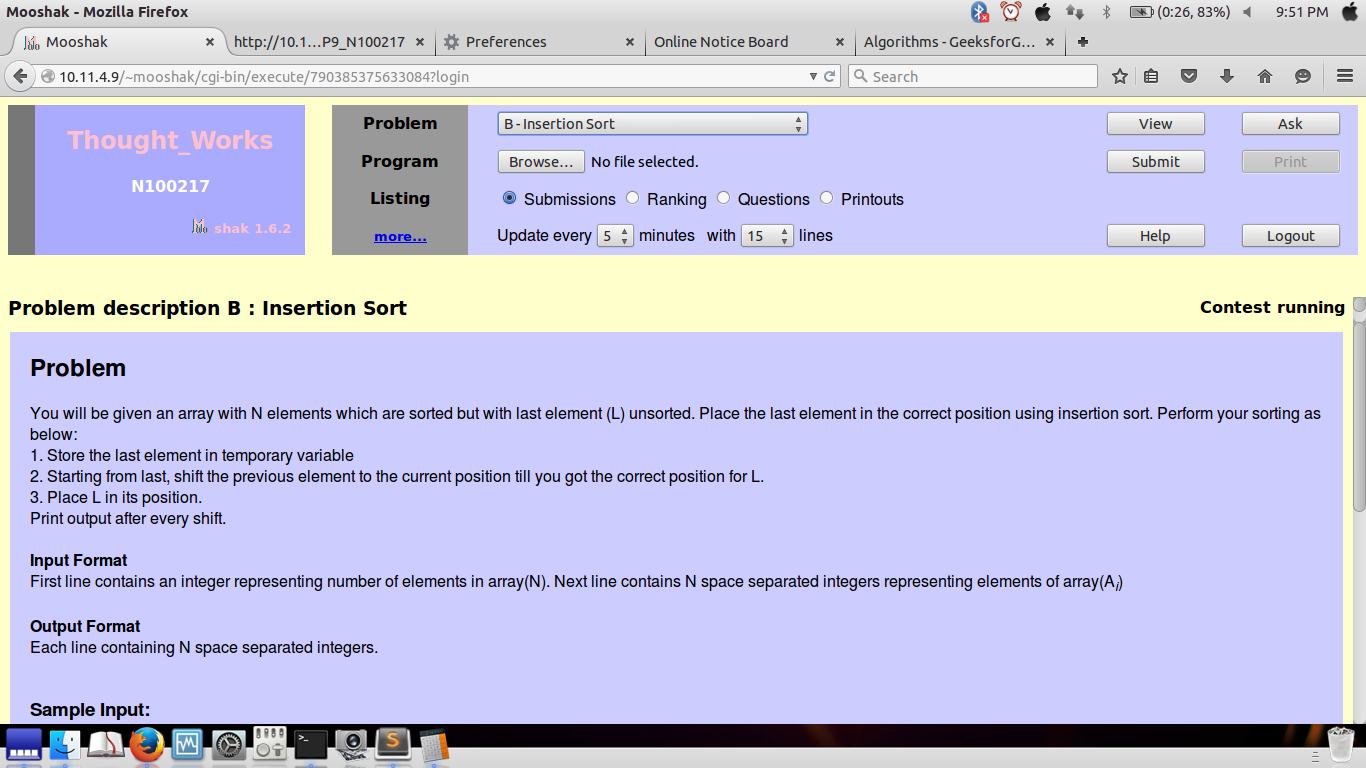 Mooshak - Mozilla Firefox
(0:26, 83%) 9:51 PM
Mooshak × http://10.1...P9_N100217 × Preferences × Online Notice Board × Algorithms - GeeksforG... ×
10.11.4.9/~mooshak/cgi-bin/execute/790385375633084?login
Search
Thought_Works
N100217
shak 1.6.2
Problem B - Insertion Sort View Ask
Program Browse... No file selected. Submit Print
Listing Submissions Ranking Questions Printouts
more... Update every 5 minutes with 15 lines Help Logout
Problem description B : Insertion Sort Contest running
Problem
You will be given an array with N elements which are sorted but with last element (L) unsorted. Place the last element in the correct position using insertion sort. Perform your sorting as
below:
1. Store the last element in temporary variable
2. Starting from last, shift the previous element to the current position till you got the correct position for L.
3. Place L in its position.
Print output after every shift.
Input Format
First line contains an integer representing number of elements in array(N). Next line contains N space separated integers representing elements of array(Ai)
Output Format
Each line containing N space separated integers.
Sample Input: